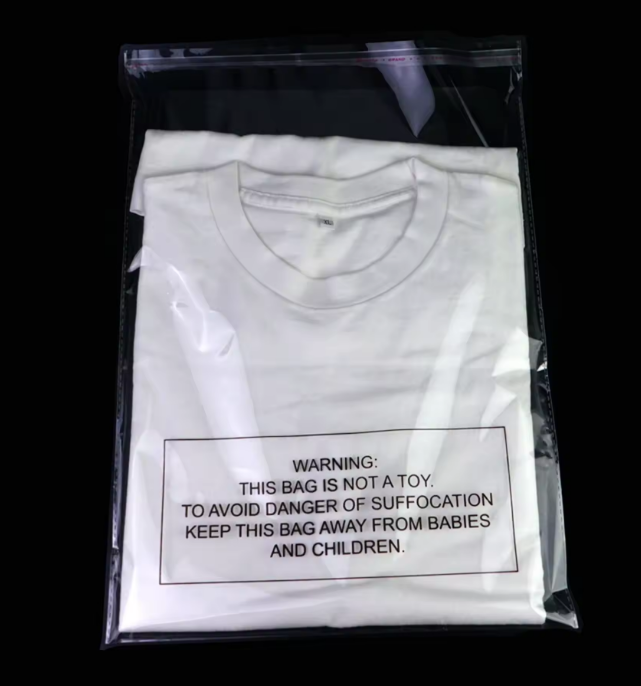 WARNING:
THIS BAG IS NOT A TOY.
TO AVOID DANGER OF SUFFOCATION
KEEP THIS BAG AWAY FROM BABIES
AND CHILDREN.